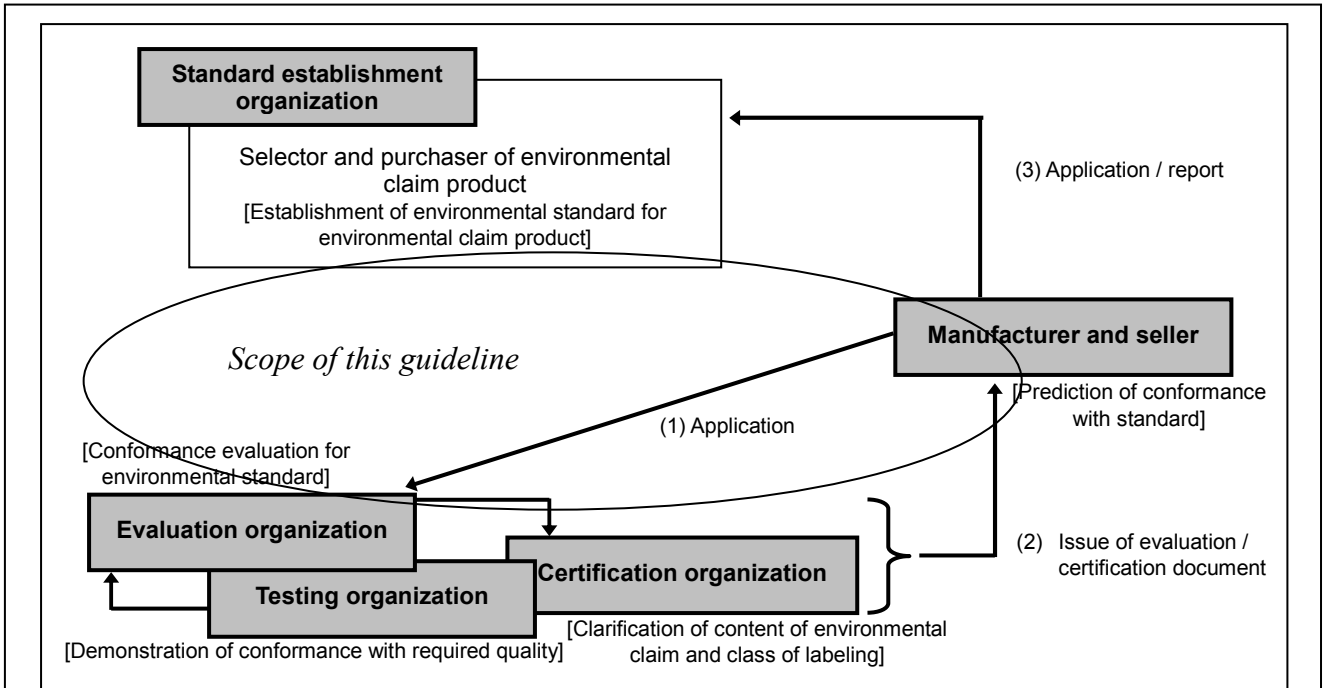 Standard establishment
organization
Selector and purchaser of environmental
claim product
[Establishment of environmental standard for
environmental claim product]
(3) Application / report
Manufacturer and seller
[Prediction of conformance
with standard]
Scope of this guideline
(1) Application
[Conformance evaluation for
environmental standard]
Evaluation organization
Certification organization
Testing organization
(2) Issue of evaluation /
certification document
[Demonstration of conformance with required quality]
[Clarification of content of environmental
claim and class of labeling]